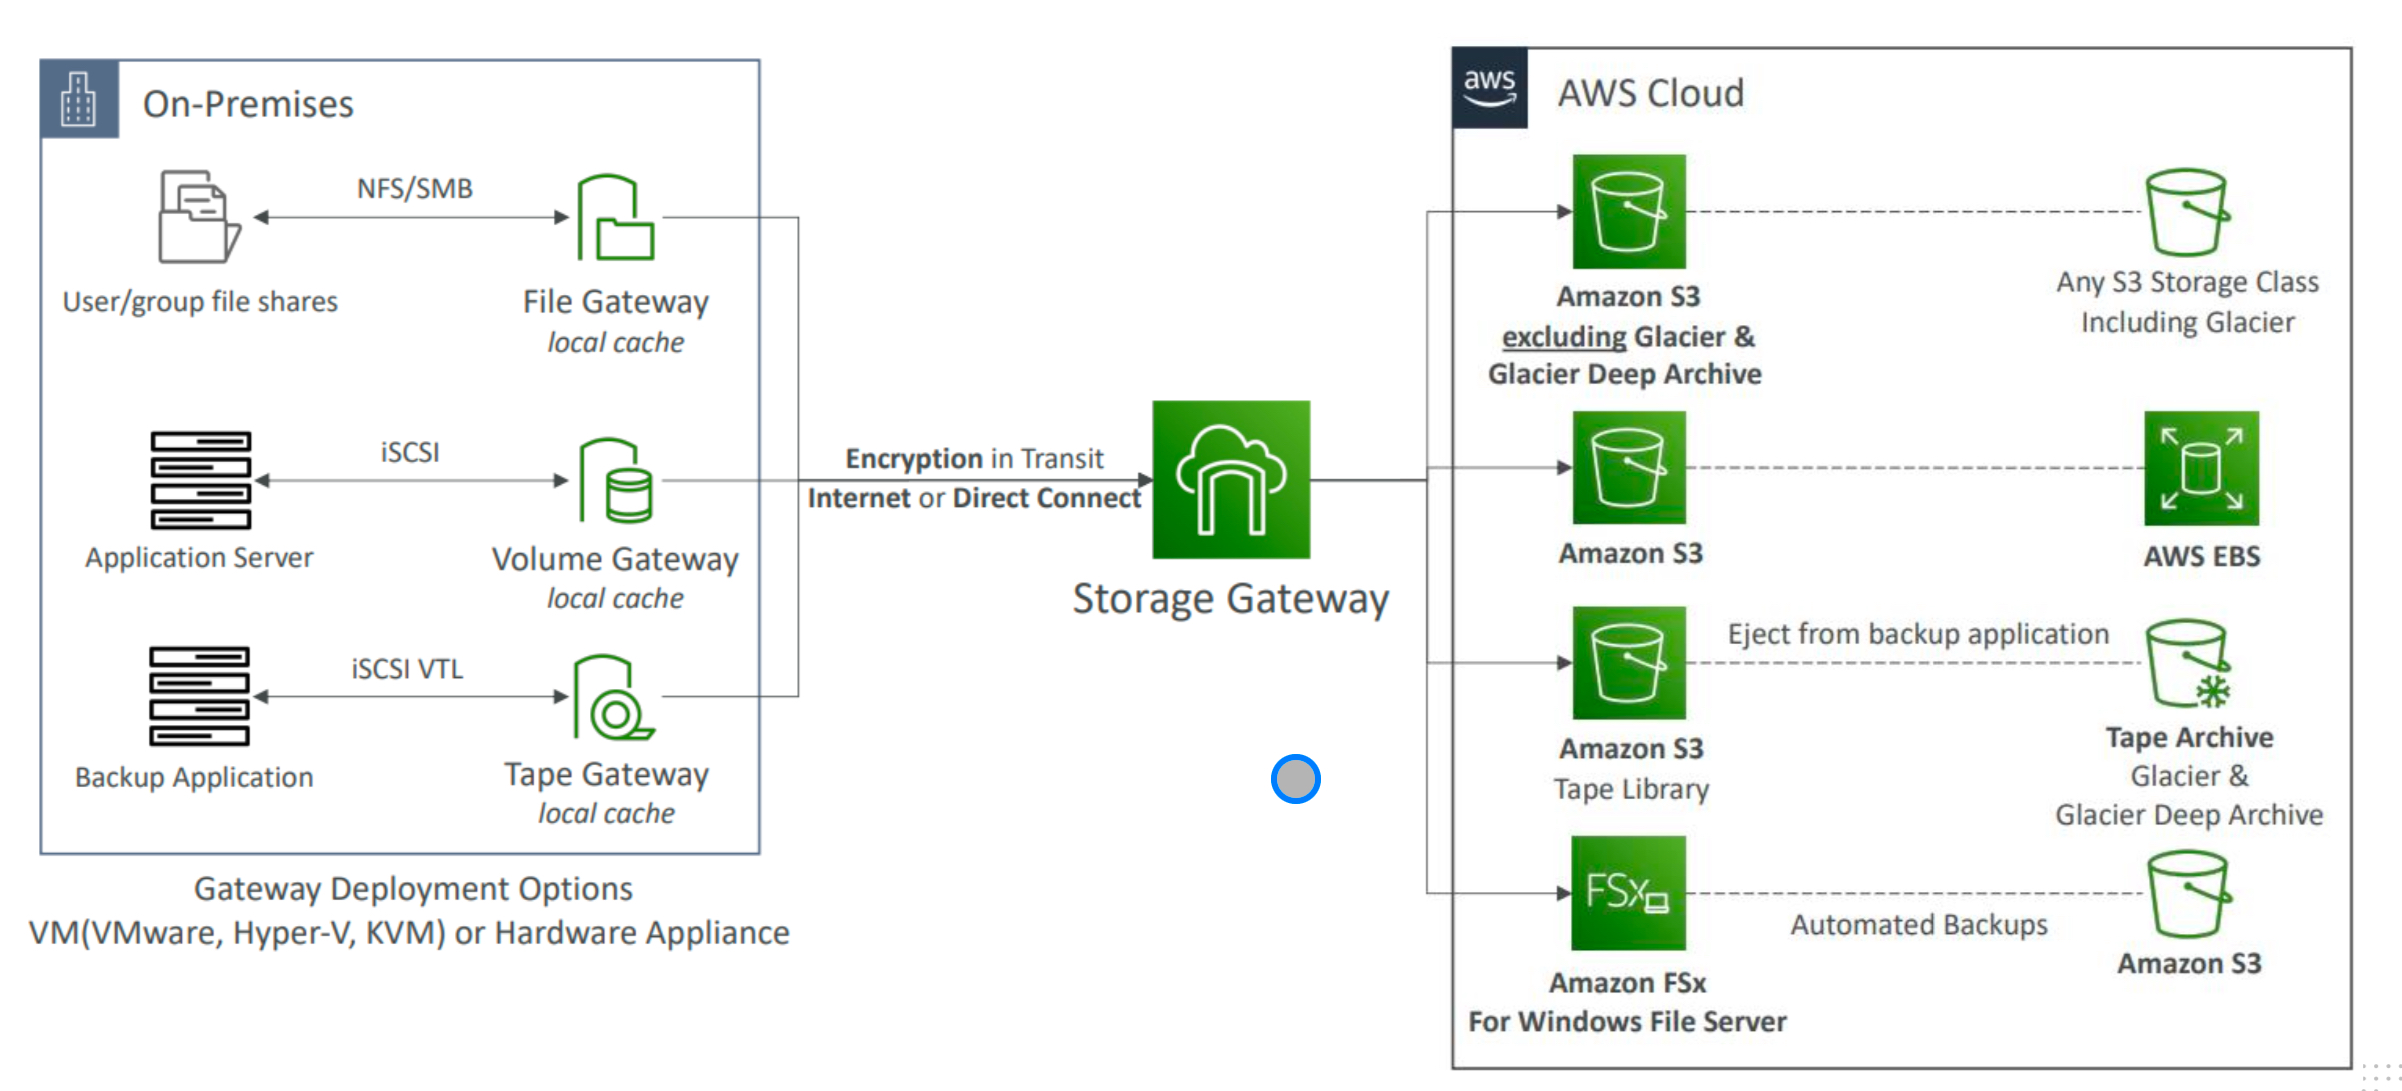 On-Premises
NFS/SMB
User/group file shares
File Gateway
local cache
iSCSI
Application Server
Volume Gateway
local cache
iSCSI VTL
Backup Application
Tape Gateway
local cache
Gateway Deployment Options
VM(VMware, Hyper-V, KVM) or Hardware Appliance
Encryption in Transit
Internet or Direct Connect
Storage Gateway
aws
AWS Cloud
Amazon S3
excluding Glacier &
Glacier Deep Archive
Any S3 Storage Class
Including Glacier
Amazon S3
AWS EBS
Eject from backup application
Amazon S3
Tape Library
Tape Archive
Glacier &
Glacier Deep Archive
FSx
Automated Backups
Amazon FSx
For Windows File Server
Amazon S3